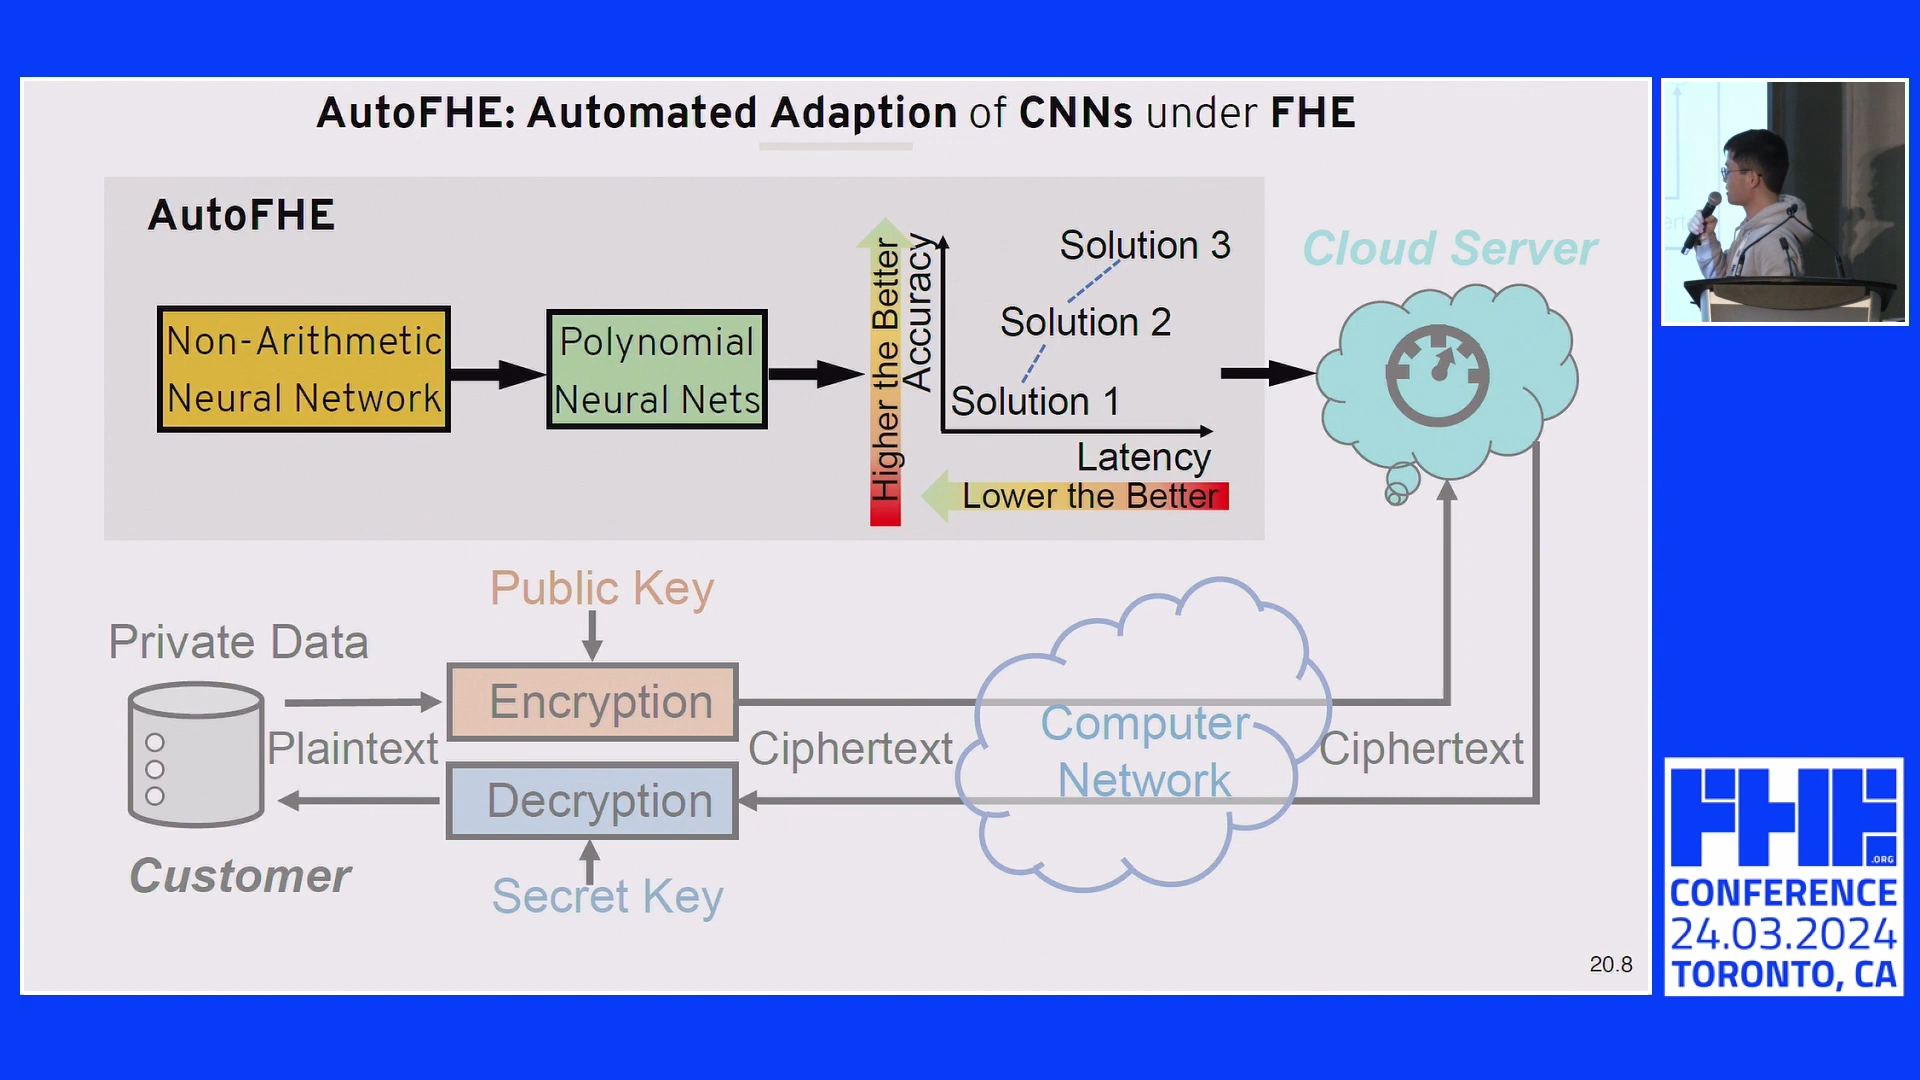 AutoFHE: Automated Adaption of CNNs under FHE
AutoFHE
Non-Arithmetic
Neural Network
Polynomial
Neural Nets
Higher the Better
Accuracy
Solution 3
Solution 2
Solution 1
Latency
Lower the Better
Cloud Server
Public Key
Private Data
Encryption
Plaintext
Ciphertext
Computer
Network
Ciphertext
Decryption
Customer
Secret Key
20.8
FHE
.ORG
CONFERENCE
24.03.2024
TORONTO, CA